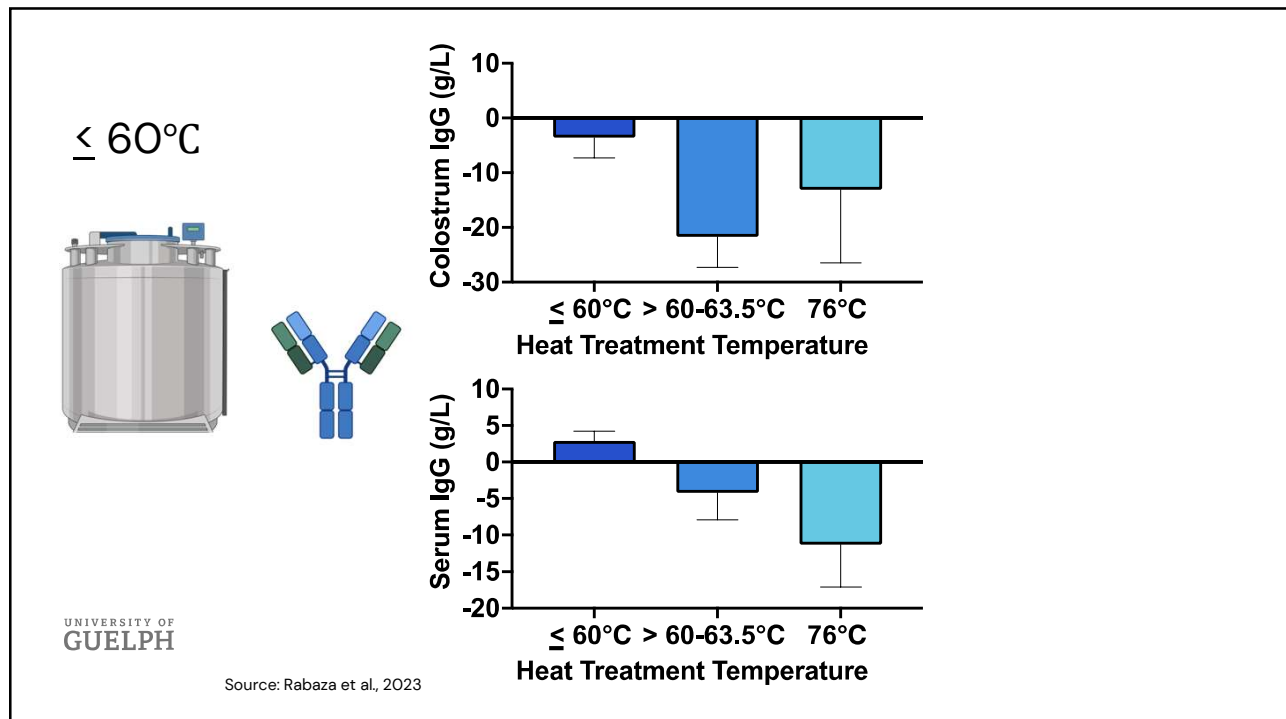 ≤ 60°C
Colostrum IgG (g/L)
10
0
-10
-20
-30
≤ 60°C > 60-63.5°C 76°C
Heat Treatment Temperature
Serum IgG (g/L)
10
5
0
-5
-10
-15
-20
≤ 60°C > 60-63.5°C 76°C
Heat Treatment Temperature
UNIVERSITY OF
GUELPH
Source: Rabaza et al., 2023